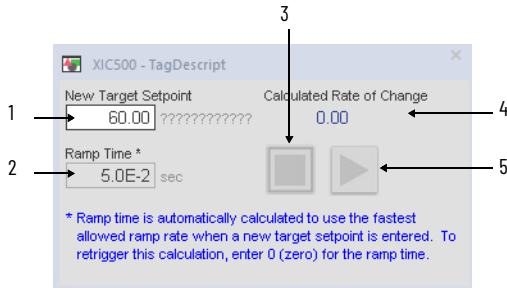 3
XIC500 - TagDescript
New Target Setpoint Calculated Rate of Change
1 60.00 ???????????? 0.00 4
Ramp Time *
2 5.0E-2 sec 5
* Ramp time is automatically calculated to use the fastest
allowed ramp rate when a new target setpoint is entered. To
retrigger this calculation, enter 0 (zero) for the ramp time.